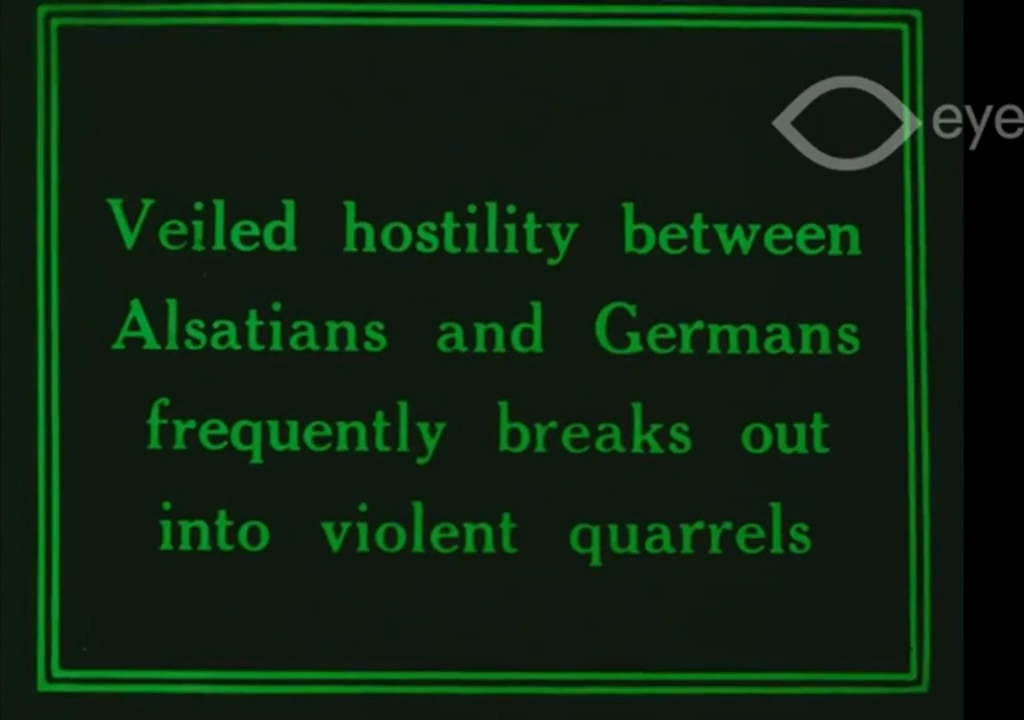 eye
Veiled hostility between
Alsatians and Germans
frequently breaks out
into violent quarrels